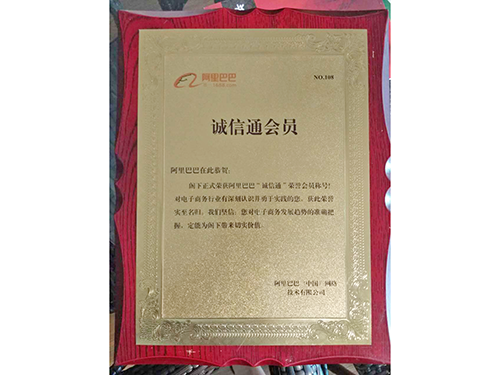 阿里巴巴
1688.com
NO.108
诚信通会员
阿里巴巴在此恭贺:
阁下正式荣获阿里巴巴"诚信通"荣誉会员称号!
对电子商务行业有深刻认识并勇于实践的您,获此荣誉
实至名归。我们坚信:您对电子商务发展趋势的准确把
握,定能为阁下带来切实价值。
阿里巴巴(中国)网络
技术有限公司